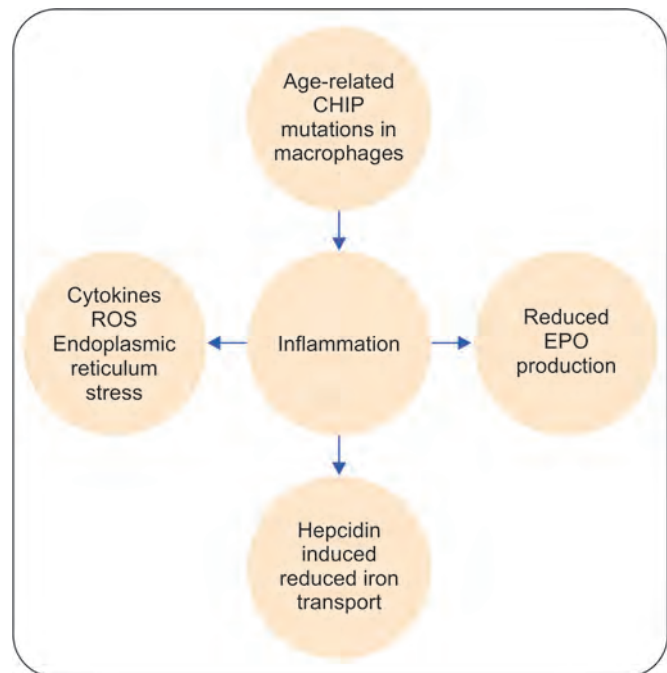 Age-related
CHIP
mutations in
macrophages
Cytokines
ROS
Endoplasmic
reticulum
stress
Inflammation
Reduced
EPO
production
Hepcidin
induced
reduced iron
transport